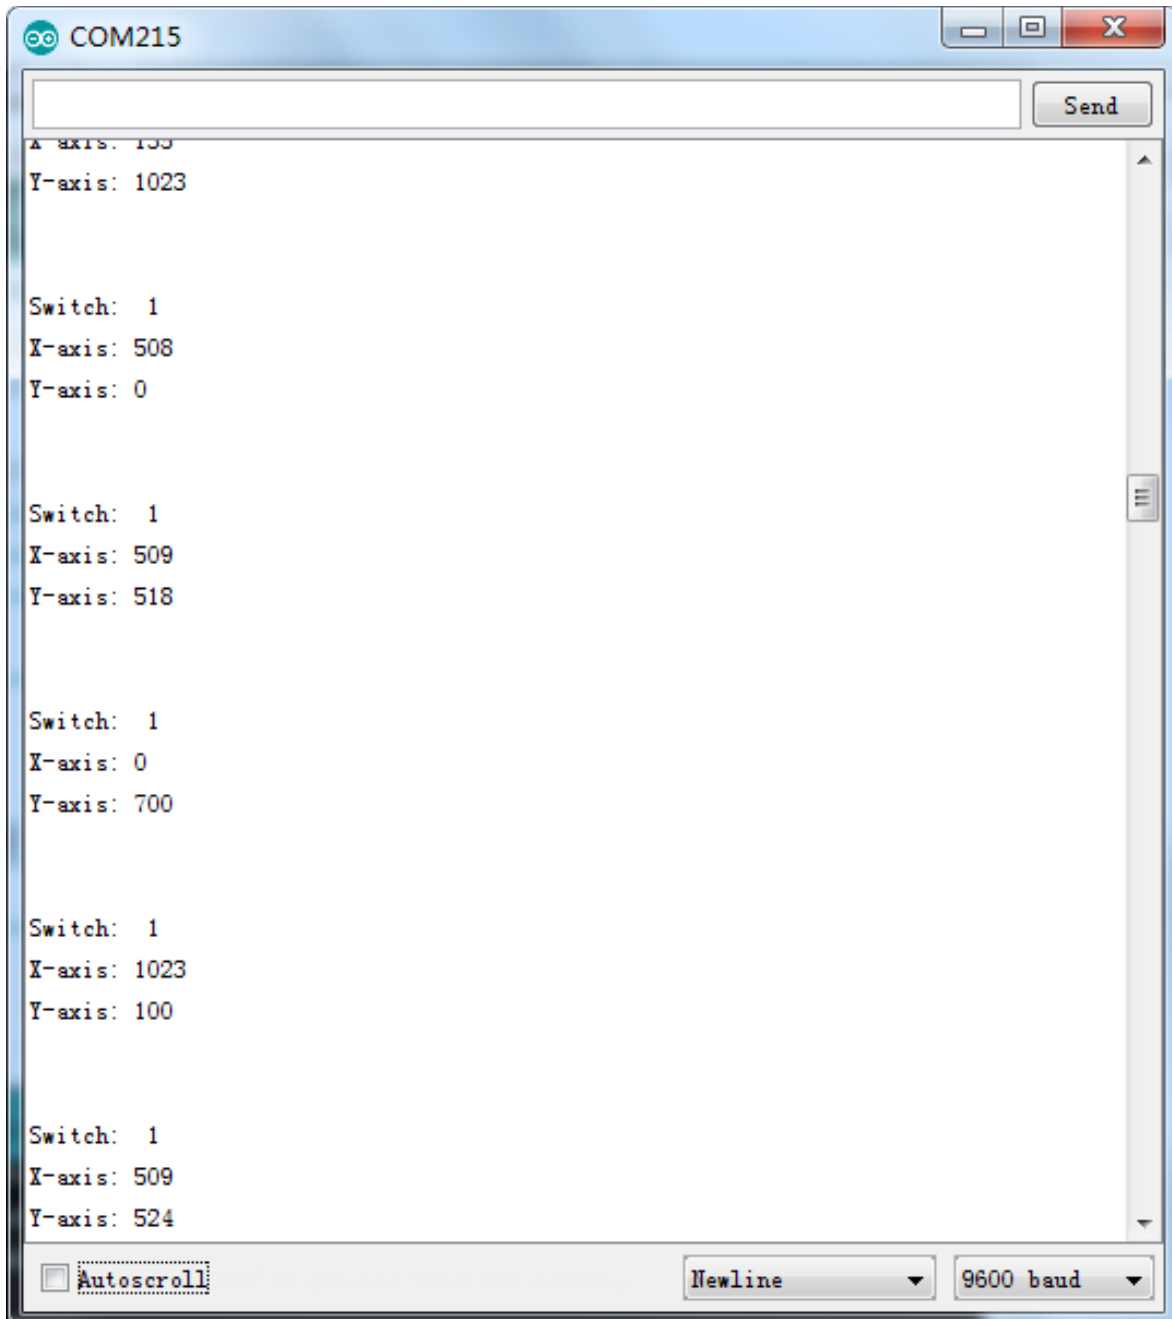 COM215
Send
X-axis: 155
Y-axis: 1023
Switch:  1
X-axis: 508
Y-axis: 0
Switch:  1
X-axis: 509
Y-axis: 518
Switch:  1
X-axis: 0
Y-axis: 700
Switch:  1
X-axis: 1023
Y-axis: 100
Switch:  1
X-axis: 509
Y-axis: 524
Autoscroll
Newline
9600 baud